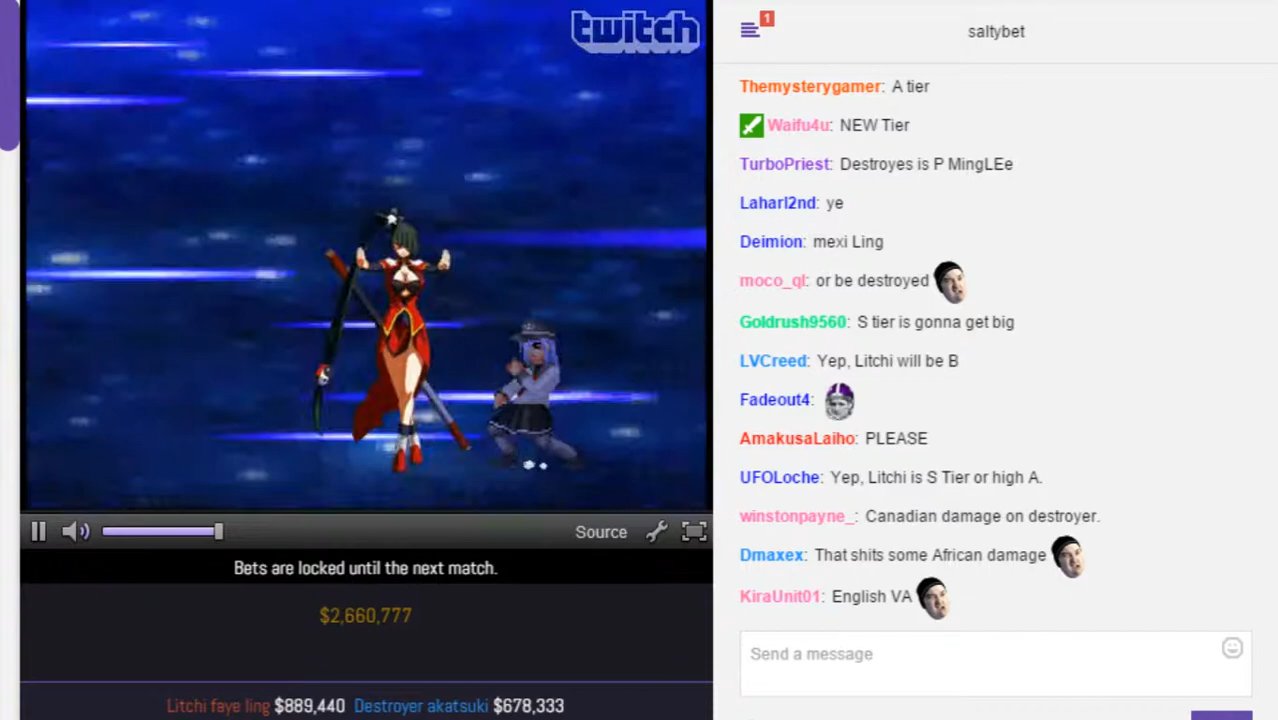 twitch
1
saltybet
Themysterygamer: A tier
Waifu4u: NEW Tier
TurboPriest: Destroyes is P MingLEe
Laharl2nd: ye
Deimion: mexi Ling
moco_ql: or be destroyed
Goldrush9560: S tier is gonna get big
LVCreed: Yep, Litchi will be B
Fadeout4:
AmakusaLaiho: PLEASE
UFOLoche: Yep, Litchi is S Tier or high A.
winstonpayne_: Canadian damage on destroyer.
Dmaxex: That shits some African damage
KiraUnit01: English VA
Send a message
Source
Bets are locked until the next match.
$2,660,777
Litchi faye ling $889,440 Destroyer akatsuki $678,333